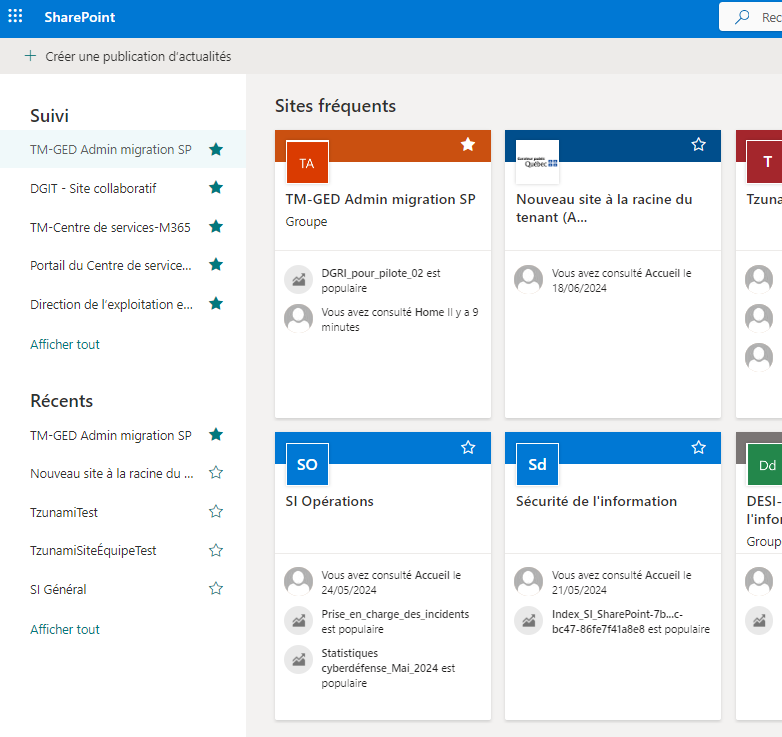 SharePoint
Rec
Créer une publication d'actualités
Suivi
TM-GED Admin migration SP
DGIT - Site collaboratif
TM-Centre de services-M365
Portail du Centre de service...
Direction de l'exploitation e...
Afficher tout
Récents
TM-GED Admin migration SP
Nouveau site à la racine du ...
TzunamiTest
TzunamiSiteÉquipeTest
SI Général
Afficher tout
Sites fréquents
TA
TM-GED Admin migration SP
Groupe
DGRI_pour_pilote_02 est
populaire
Vous avez consulté Home Il y a 9
minutes
Curateur public
Québec
Nouveau site à la racine du
tenant (A...
Vous avez consulté Accueil le
18/06/2024
T
Tzuna
SO
SI Opérations
Vous avez consulté Accueil le
24/05/2024
Prise_en_charge_des_incidents
est populaire
Statistiques
cyberdéfense_Mai_2024 est
populaire
Sd
Sécurité de l'information
Vous avez consulté Accueil le
21/05/2024
Index_SI_SharePoint-7b...c-
bc47-86fe7f41a8e8 est populaire
Dd
DESI-
l'info
Group